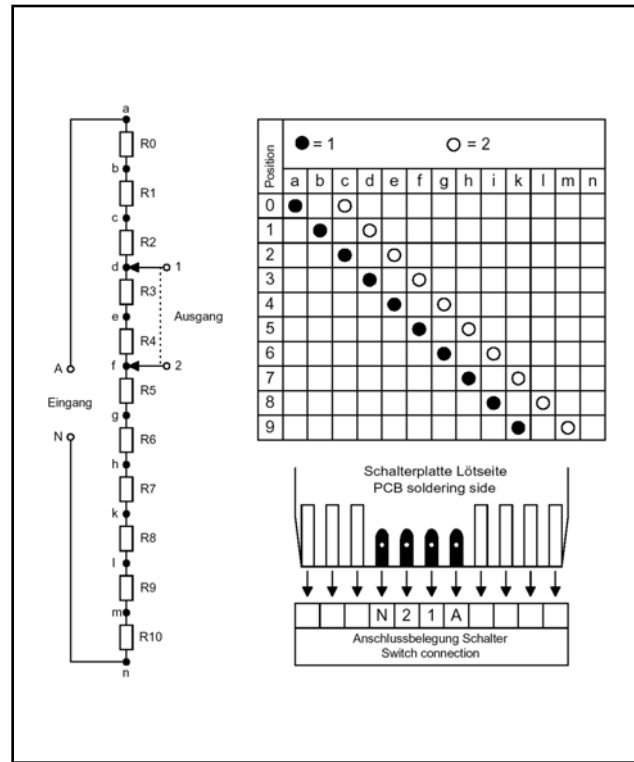 a
R0
b
R1
c
R2
d
1
R3
e
Ausgang
R4
A
f
2
R5
Eingang
g
N
R6
h
R7
k
R8
l
R9
m
R10
n
Position
= 1 = 2
a b c d e f g h i k l m n
0
1
2
3
4
5
6
7
8
9
Schalterplatte Lötseite
PCB soldering side
N 2 1 A
Anschlussbelegung Schalter
Switch connection